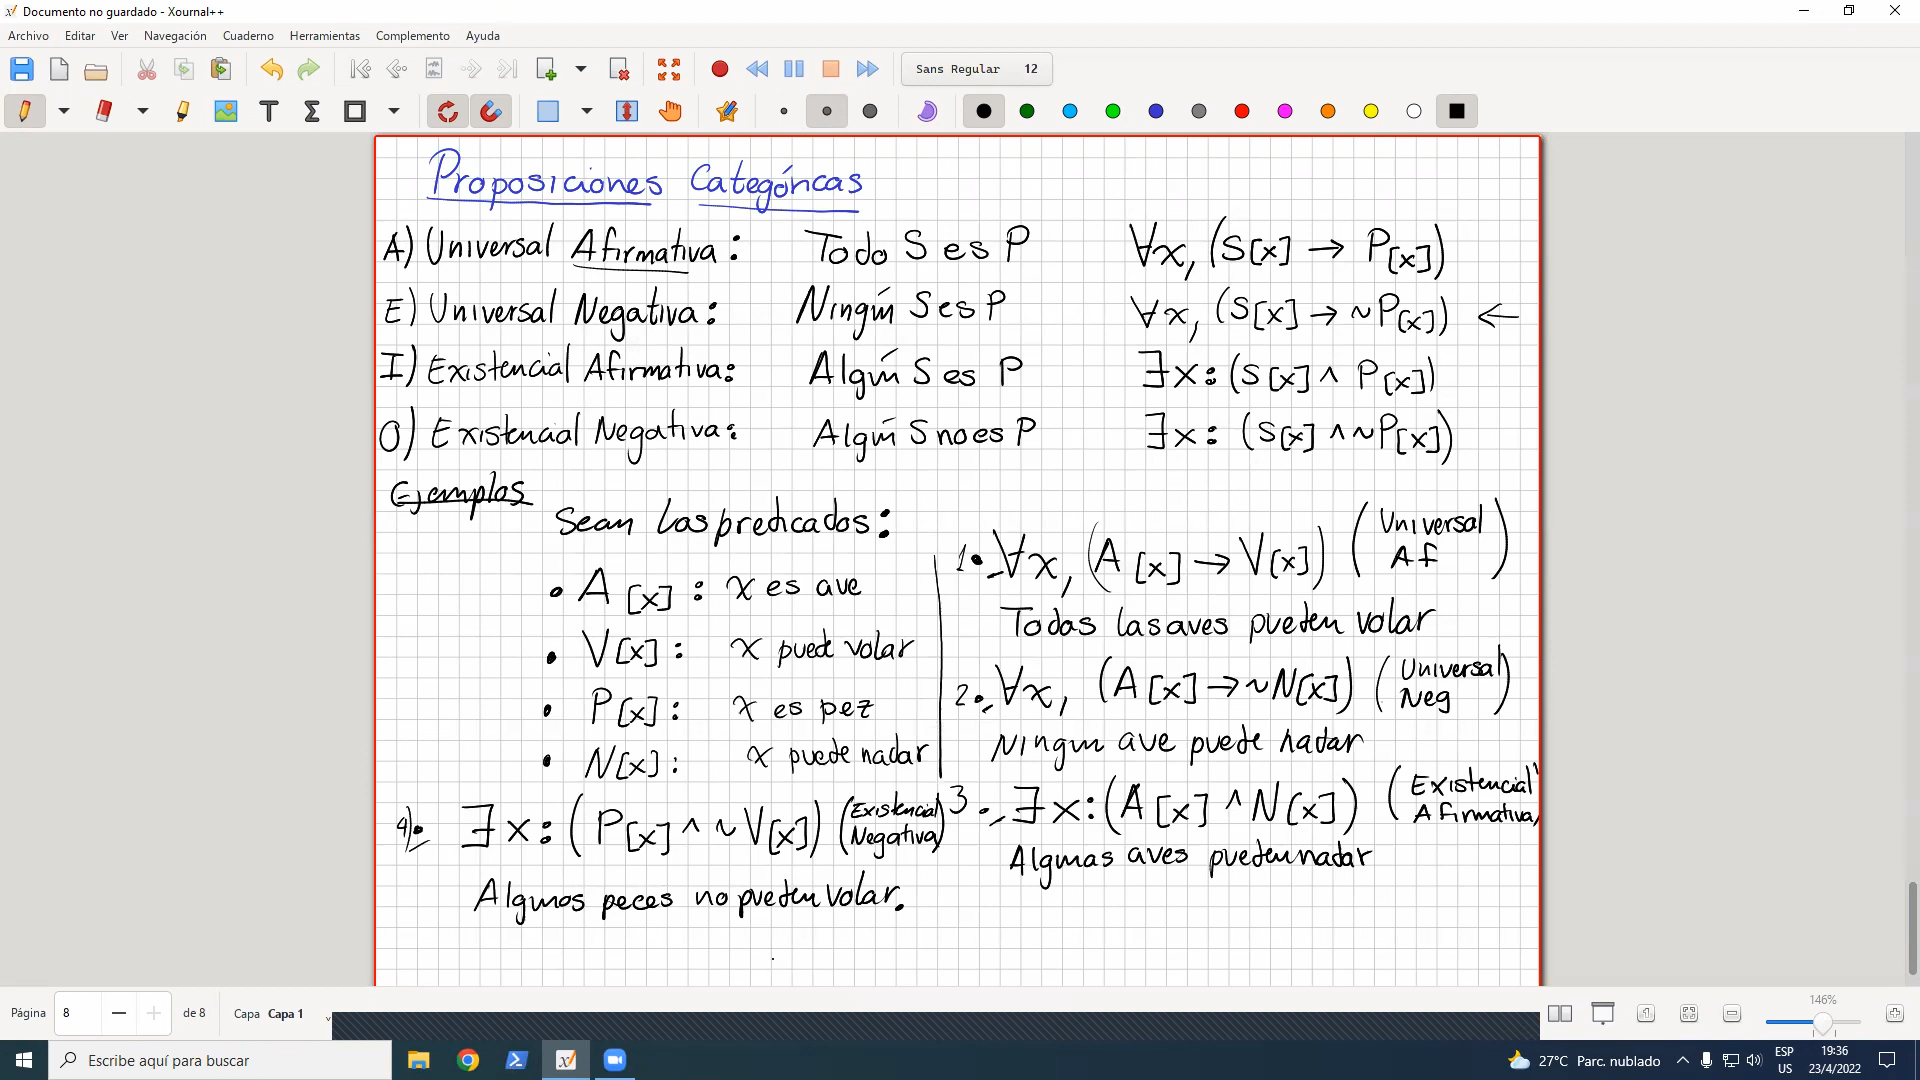 Documento no guardado - Xournal++
Archivo Editar Ver Navegación Cuaderno Herramientas Complemento Ayuda
Sans Regular 12
Proposiciones Categóricas
A) Universal Afirmativa: Todo S es P ∀x, (S[x] → P[x])
E) Universal Negativa: Ningún S es P ∀x, (S[x] → ~P[x]) ←
I) Existencial Afirmativa: Algún S es P ∃x: (S[x] ∧ P[x])
O) Existencial Negativa: Algún S no es P ∃x: (S[x] ∧ ~P[x])
Ejemplos
Sean los predicados:
• A[x]: x es ave
• V[x]: x puede volar
• P[x]: x es pez
• N[x]: x puede nadar
1. ∀x, (A[x] → V[x]) (Universal Af)
Todas las aves pueden volar
2. ∀x, (A[x] → ~N[x]) (Universal Neg)
Ningun ave puede nadar
3. ∃x: (A[x] ∧ N[x]) (Existencial Afirmativa)
Algunas aves pueden nadar
4) ∃x: (P[x] ∧ ~V[x]) (Existencial Negativa)
Algunos peces no pueden volar.
Página 8 de 8 Capa Capa 1
146%
Escribe aquí para buscar
27°C Parc. nublado
ESP
US
19:36
23/4/2022